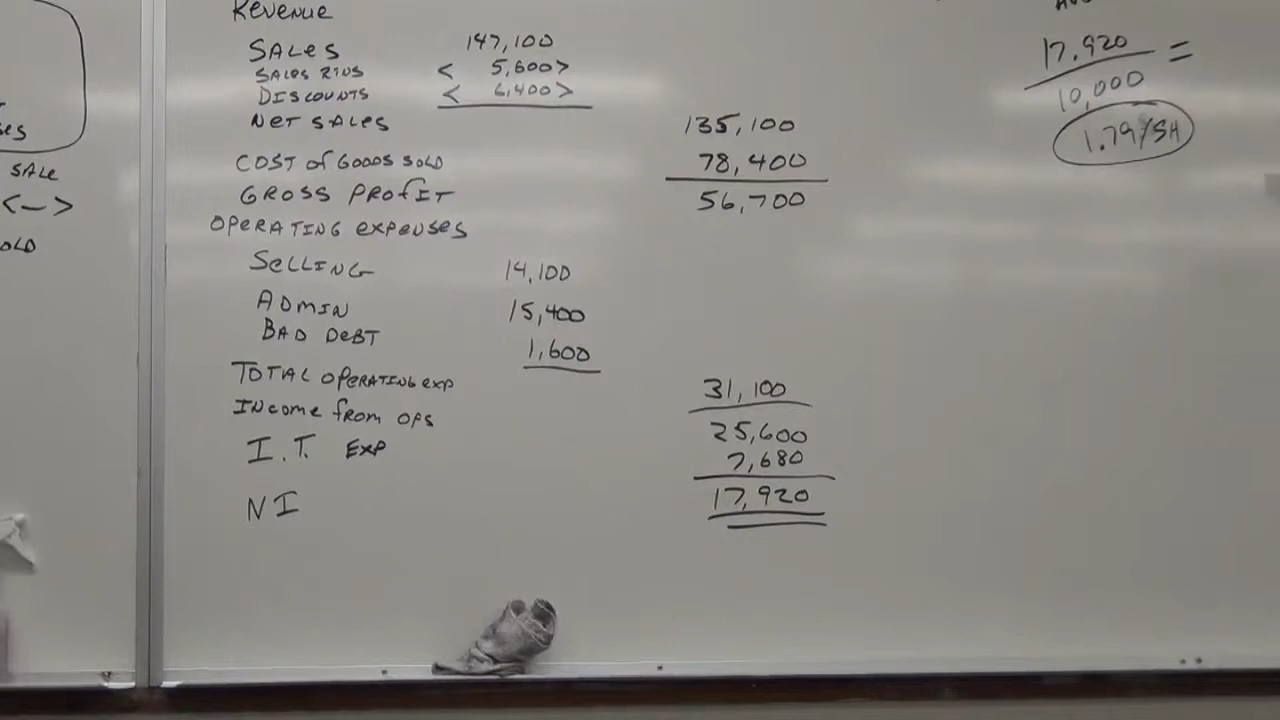 Revenue
SALES 147,100
SALES RTNS < 5,600>
DISCOUNTS < 6,400>
NET SALES 135,100
COST of GOODS SOLD 78,400
GROSS PROFIT 56,700
OPERATING EXPENSES
SELLING 14,100
ADMIN 15,400
BAD DEBT 1,600
TOTAL OPERATING EXP 31,100
INCOME FROM OPS 25,600
I.T. EXP 7,680
NI 17,920
SALE
<->
OLD
17,920 =
10,000
1.79/SH